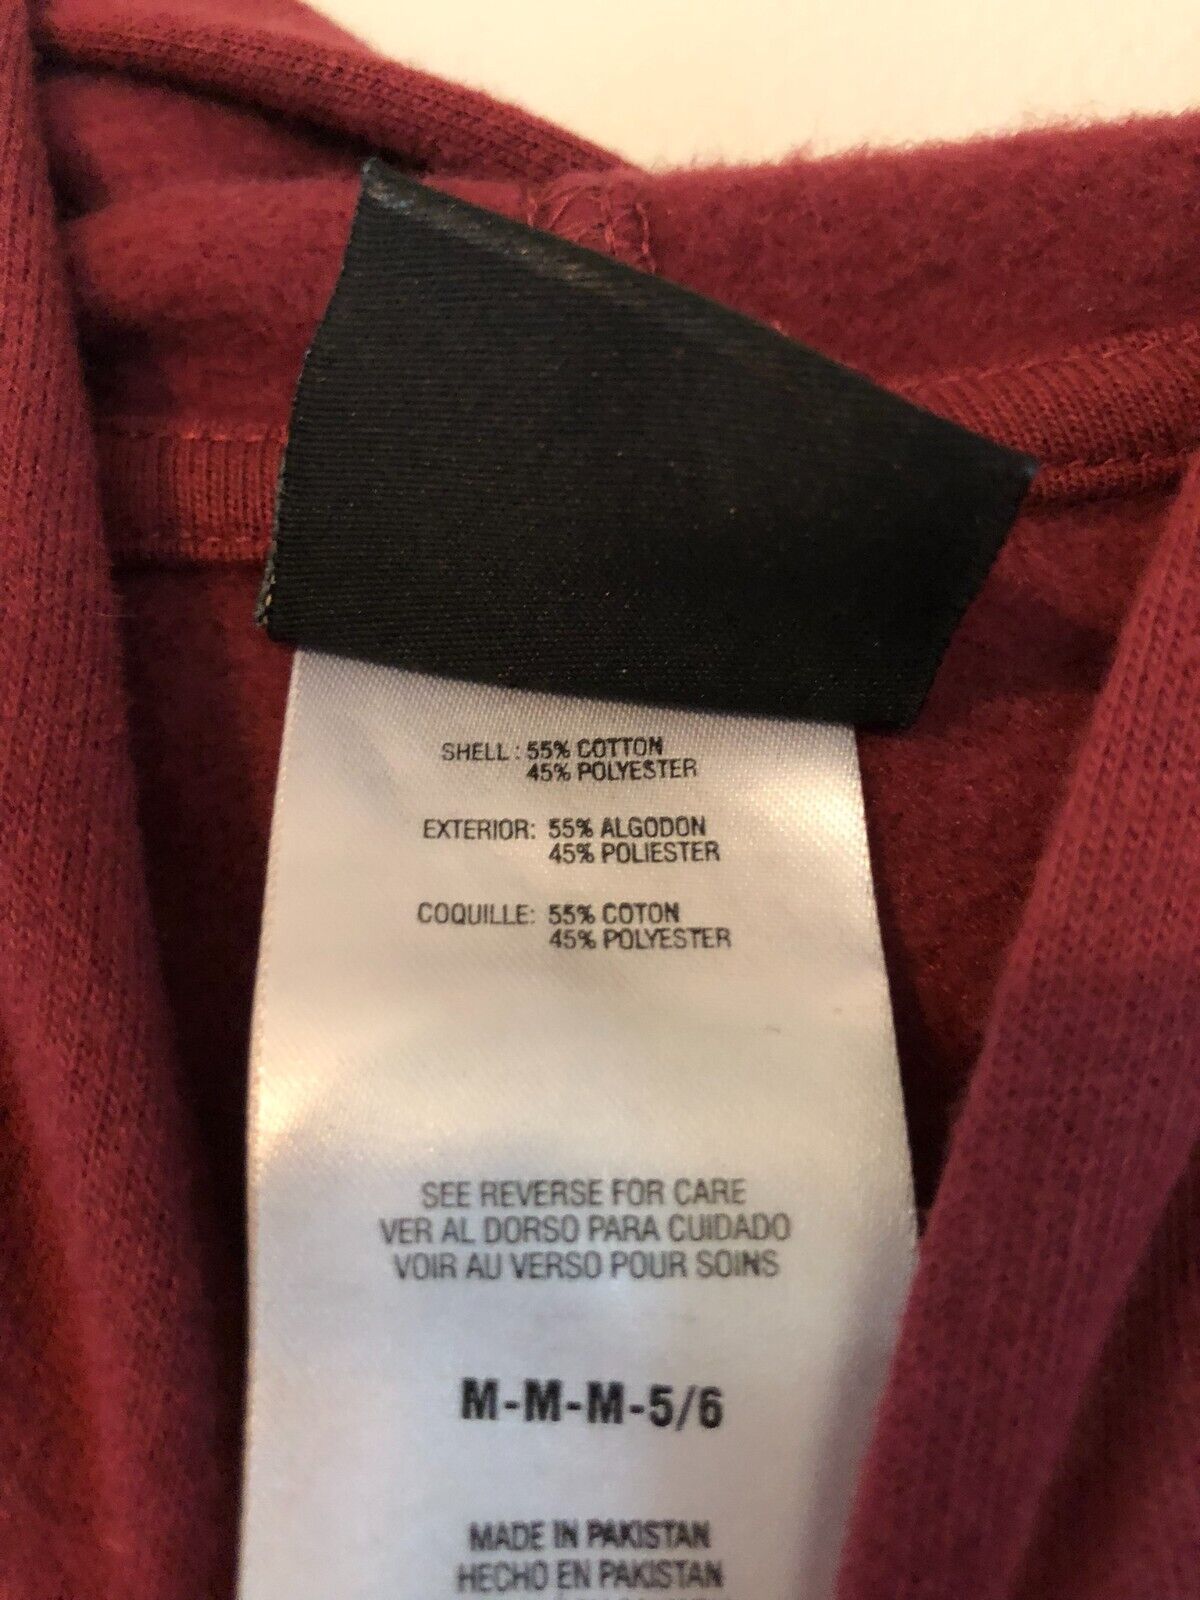 SHELL: 55% COTTON
45% POLYESTER
EXTERIOR: 55% ALGODON
45% POLIESTER
COQUILLE: 55% COTON
45% POLYESTER
SEE REVERSE FOR CARE
VER AL DORSO PARA CUIDADO
VOIR AU VERSO POUR SOINS
M-M-M-5/6
MADE IN PAKISTAN
HECHO EN PAKISTAN